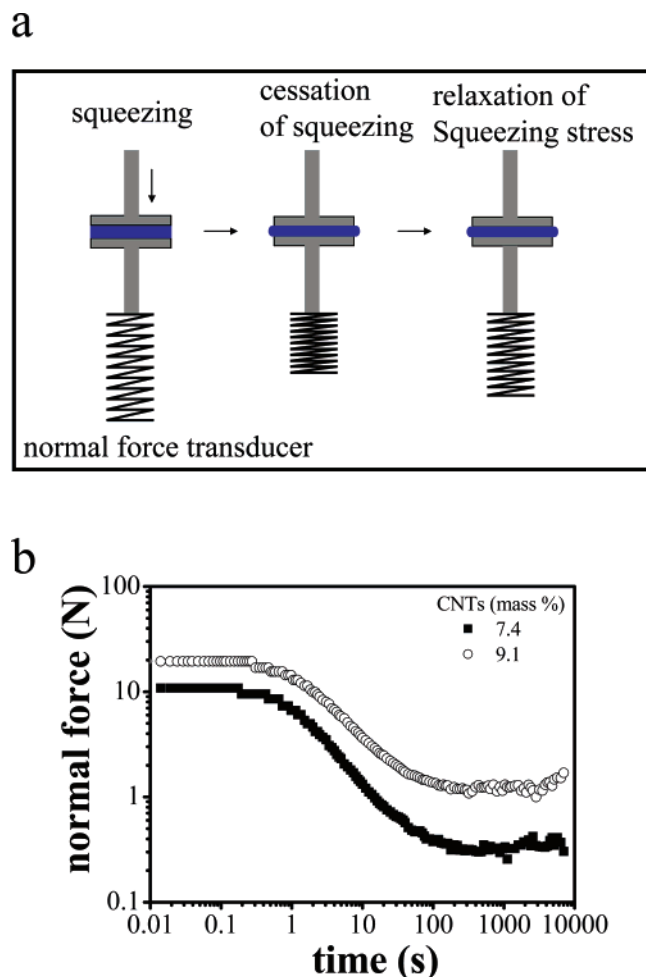 a
squeezing
cessation
of squeezing
relaxation of
Squeezing stress
normal force transducer
b
normal force (N)
100
10
1
0.1
CNTs (mass %)
7.4
9.1
0.01
0.1
1
10
100
1000
10000
time (s)